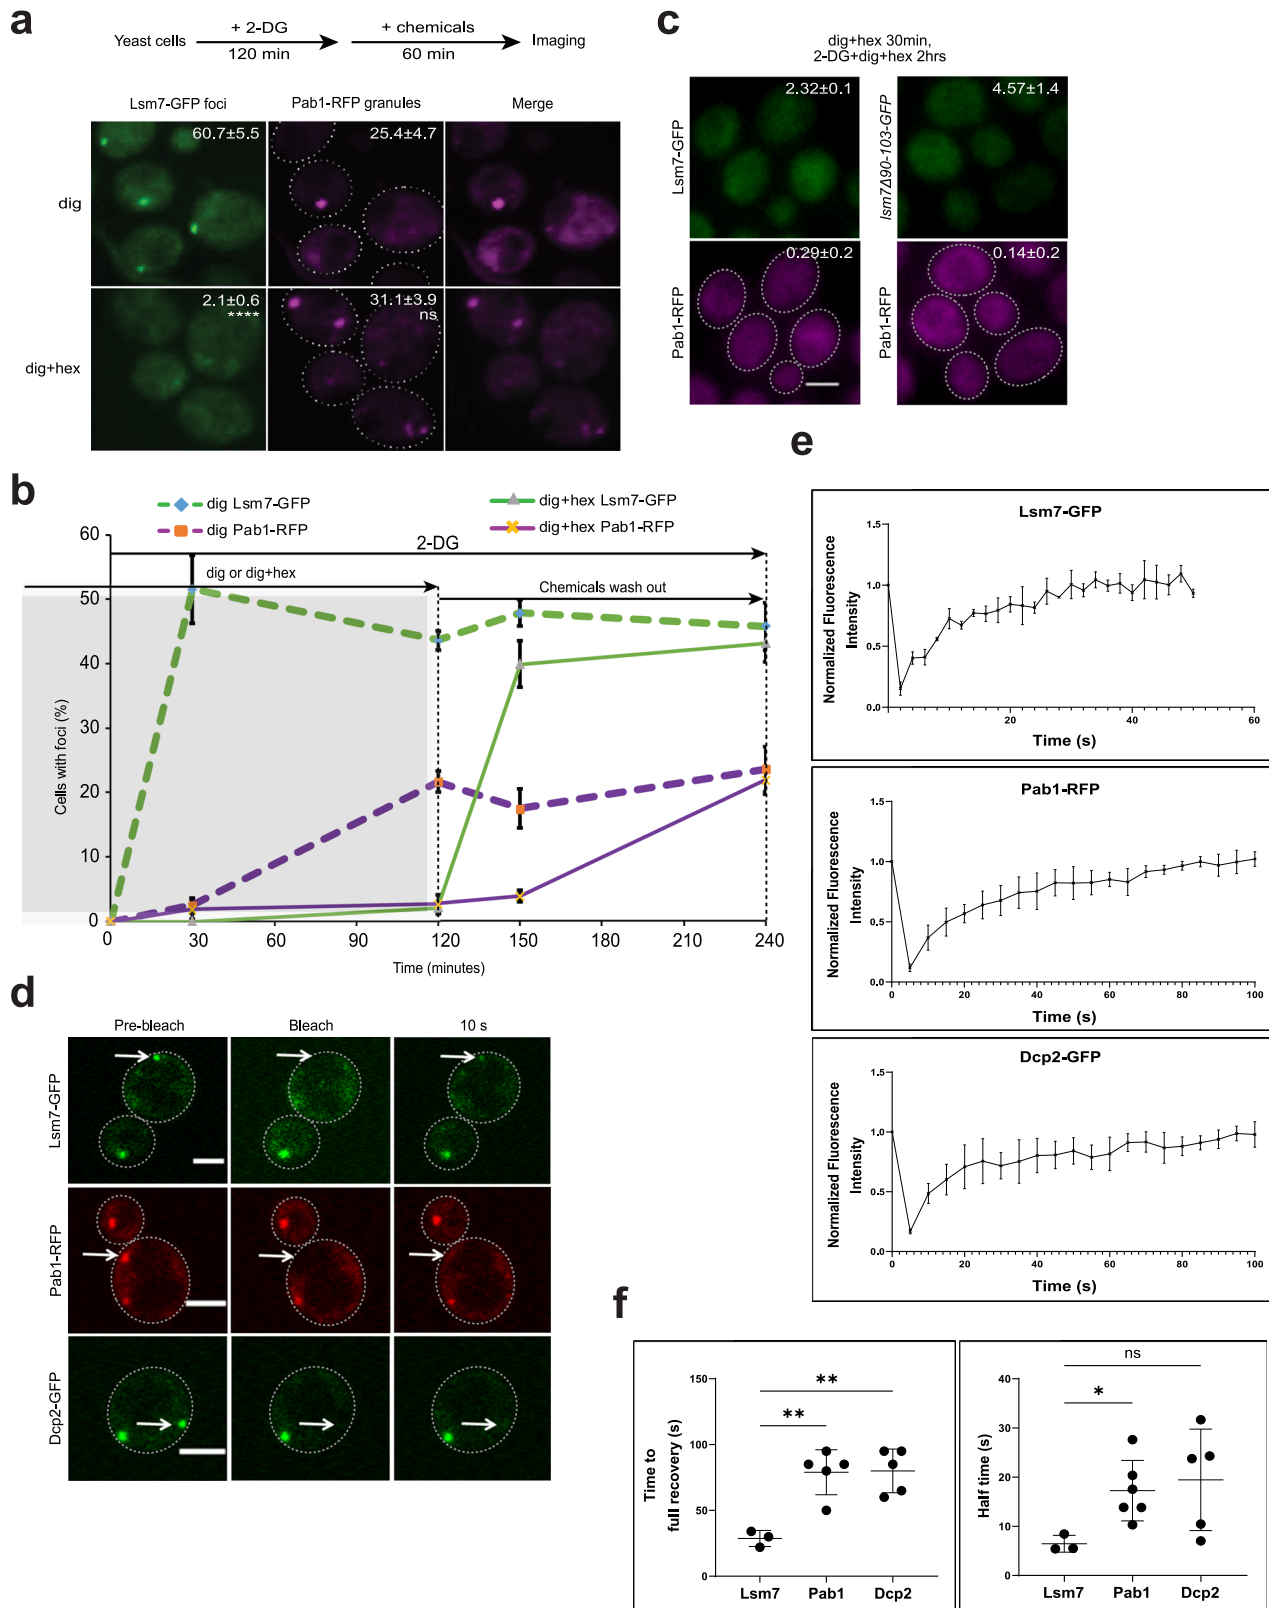 a
+ 2-DG
+ chemicals
Yeast cells
Imaging
120 min
60 min
Lsm7-GFP foci
Pab1-RFP granules
Merge
60.7±5.5
25.4±4.7
dig
2.1±0.6
****
31.1±3.9
ns
dig+hex
c
dig+hex 30min,
2-DG+dig+hex 2hrs
2.32±0.1
4.57±1.4
Lsm7-GFP
lsm7Δ90-103-GFP
0.29±0.2
0.14±0.2
Pab1-RFP
Pab1-RFP
b
dig Lsm7-GFP
dig+hex Lsm7-GFP
dig Pab1-RFP
dig+hex Pab1-RFP
2-DG
dig or dig+hex
Chemicals wash out
Cells with foci (%)
60
50
40
30
20
10
0
0 30 60 90 120 150 180 210 240
Time (minutes)
d
Pre-bleach
Bleach
10 s
Lsm7-GFP
Pab1-RFP
Dcp2-GFP
e
Lsm7-GFP
Normalized Fluorescence
Intensity
1.5
1.0
0.5
0.0
20 40 60
Time (s)
Pab1-RFP
Normalized Fluorescence
Intensity
1.5
1.0
0.5
0.0
0 20 40 60 80 100
Time (s)
Dcp2-GFP
Normalized Fluorescence
Intensity
1.5
1.0
0.5
0.0
0 20 40 60 80 100
Time (s)
f
Time to
full recovery (s)
150
100
50
0
**
**
Lsm7 Pab1 Dcp2
Half time (s)
40
30
20
10
0
ns
*
Lsm7 Pab1 Dcp2